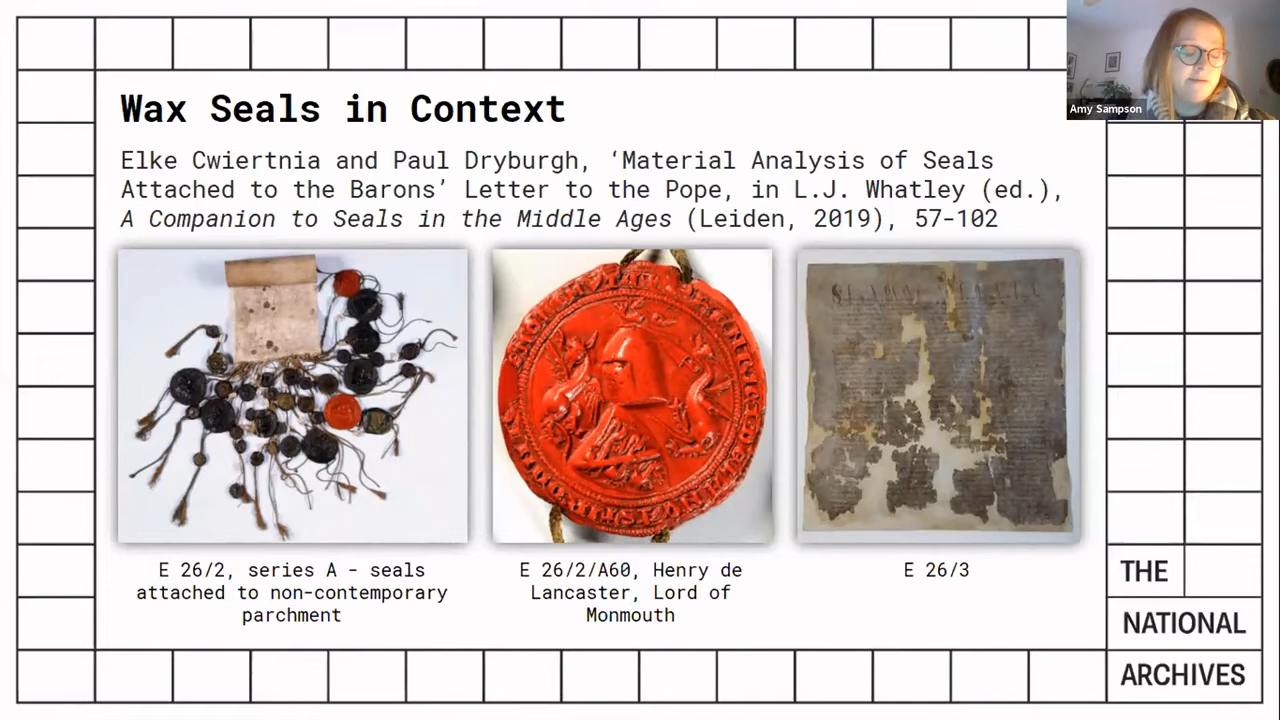 Wax Seals in Context
Elke Cwiertnia and Paul Dryburgh, ‘Material Analysis of Seals
Attached to the Barons’ Letter to the Pope, in L.J. Whatley (ed.),
A Companion to Seals in the Middle Ages (Leiden, 2019), 57-102
E 26/2, series A - seals
attached to non-contemporary
parchment
E 26/2/A60, Henry de
Lancaster, Lord of
Monmouth
E 26/3
THE
NATIONAL
ARCHIVES
Amy Sampson